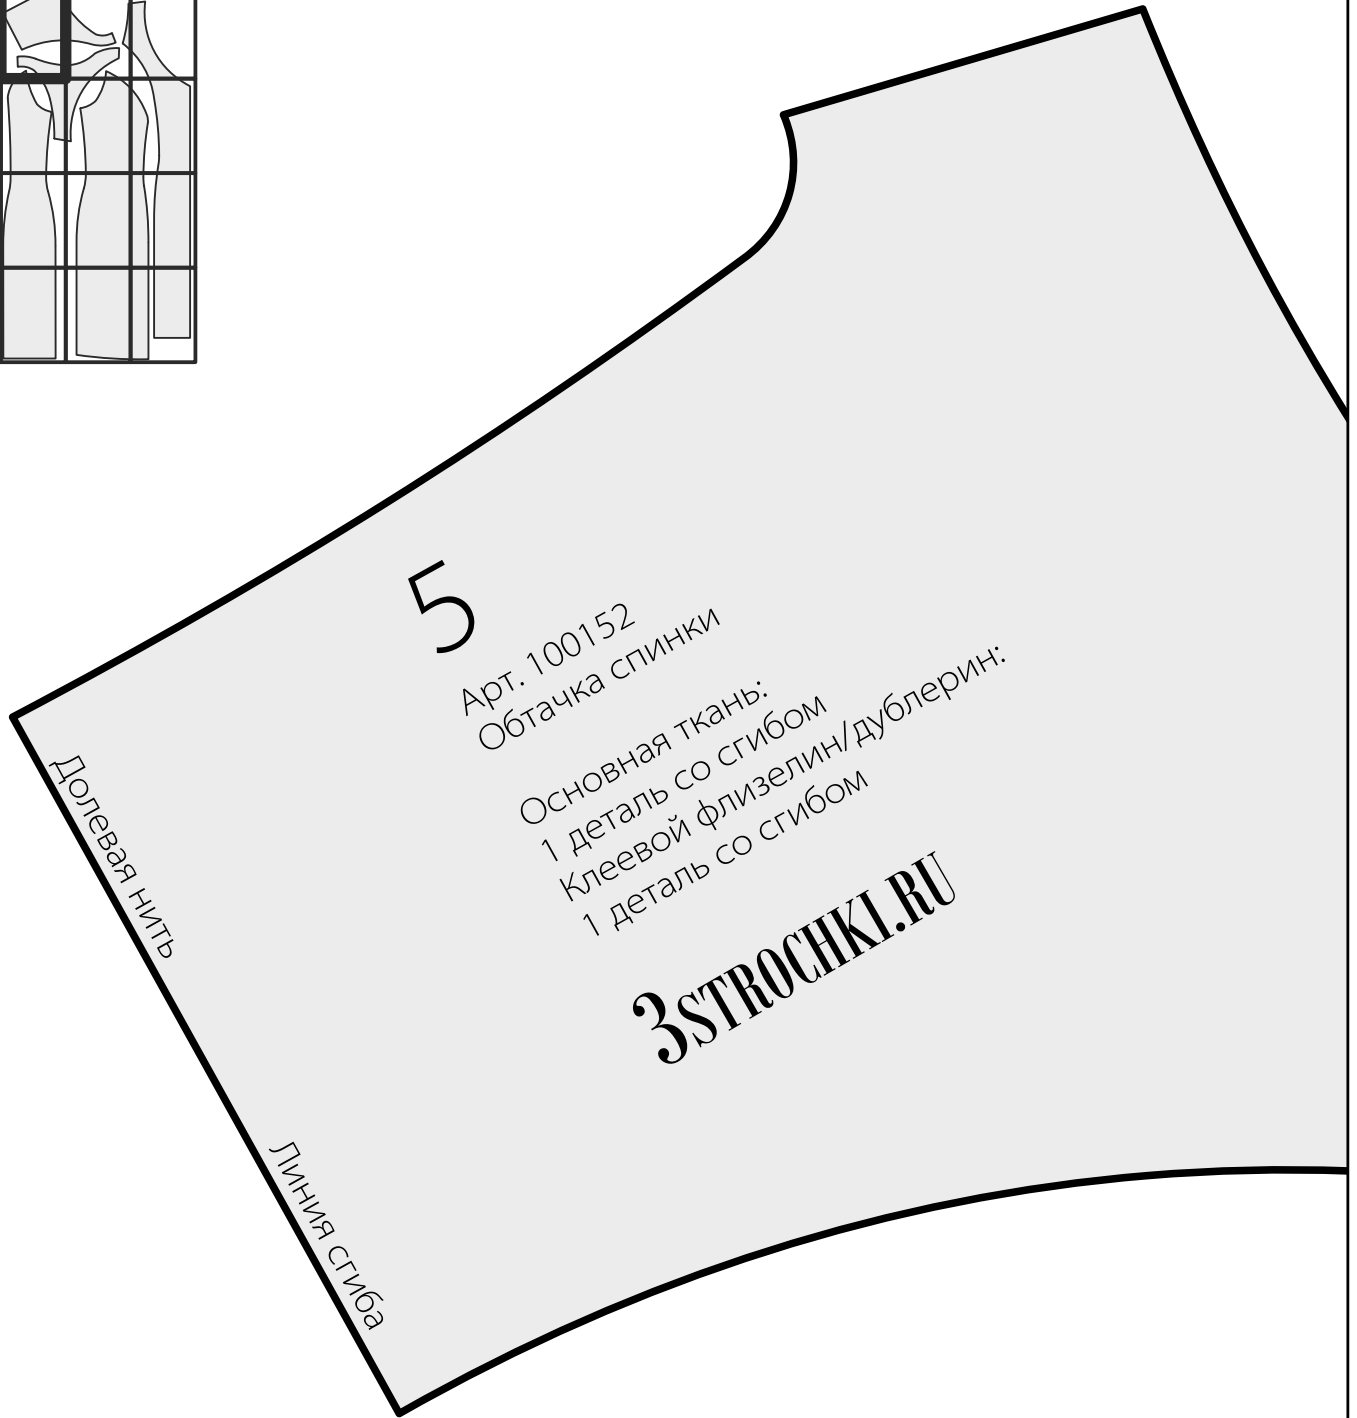 5
Арт. 100152
Обтачка спинки
Основная ткань:
1 деталь со сгибом
Клеевой флизелин/дублерин:
1 деталь со сгибом
3STROCHKI.RU
Долевая нить
Линия сгиба